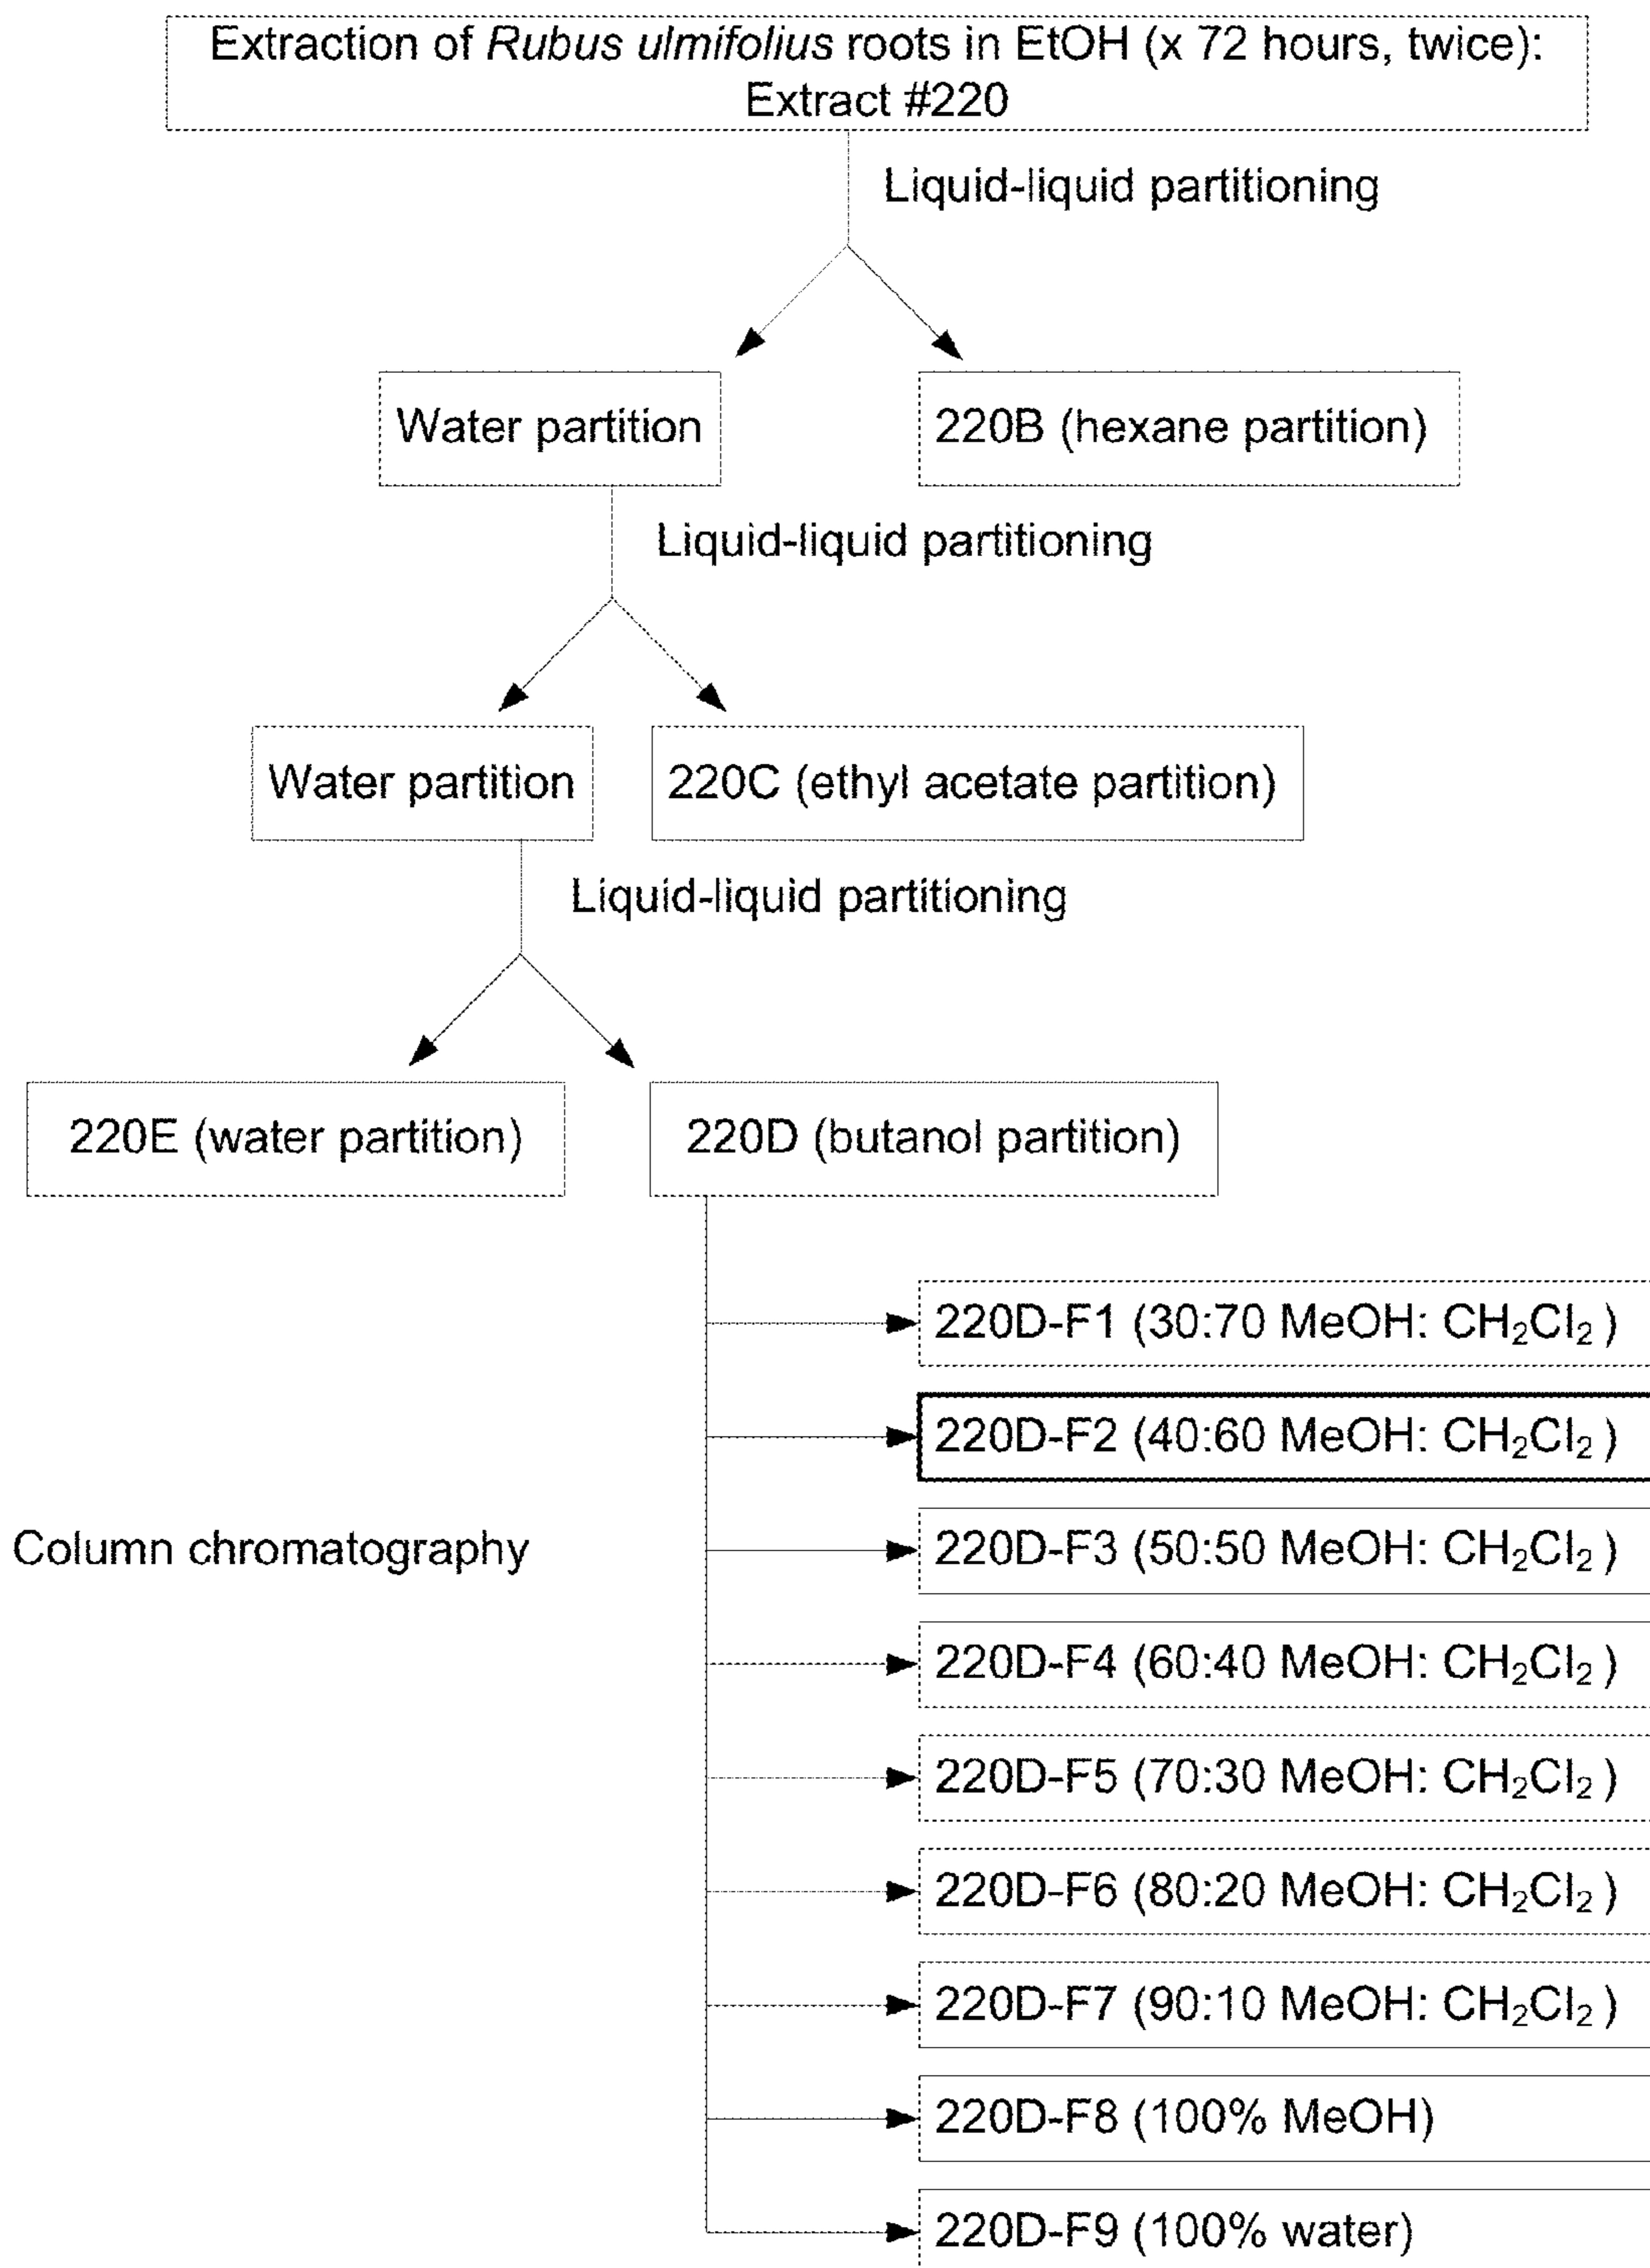 Extraction of Rubus ulmifolius roots in EtOH (x 72 hours, twice):
Extract #220
Liquid-liquid partitioning
Water partition
220B (hexane partition)
Liquid-liquid partitioning
Water partition
220C (ethyl acetate partition)
Liquid-liquid partitioning
220E (water partition)
220D (butanol partition)
220D-F1 (30:70 MeOH: CH₂Cl₂ )
220D-F2 (40:60 MeOH: CH₂Cl₂ )
Column chromatography
220D-F3 (50:50 MeOH: CH₂Cl₂ )
220D-F4 (60:40 MeOH: CH₂Cl₂ )
220D-F5 (70:30 MeOH: CH₂Cl₂ )
220D-F6 (80:20 MeOH: CH₂Cl₂ )
220D-F7 (90:10 MeOH: CH₂Cl₂ )
220D-F8 (100% MeOH)
220D-F9 (100% water)